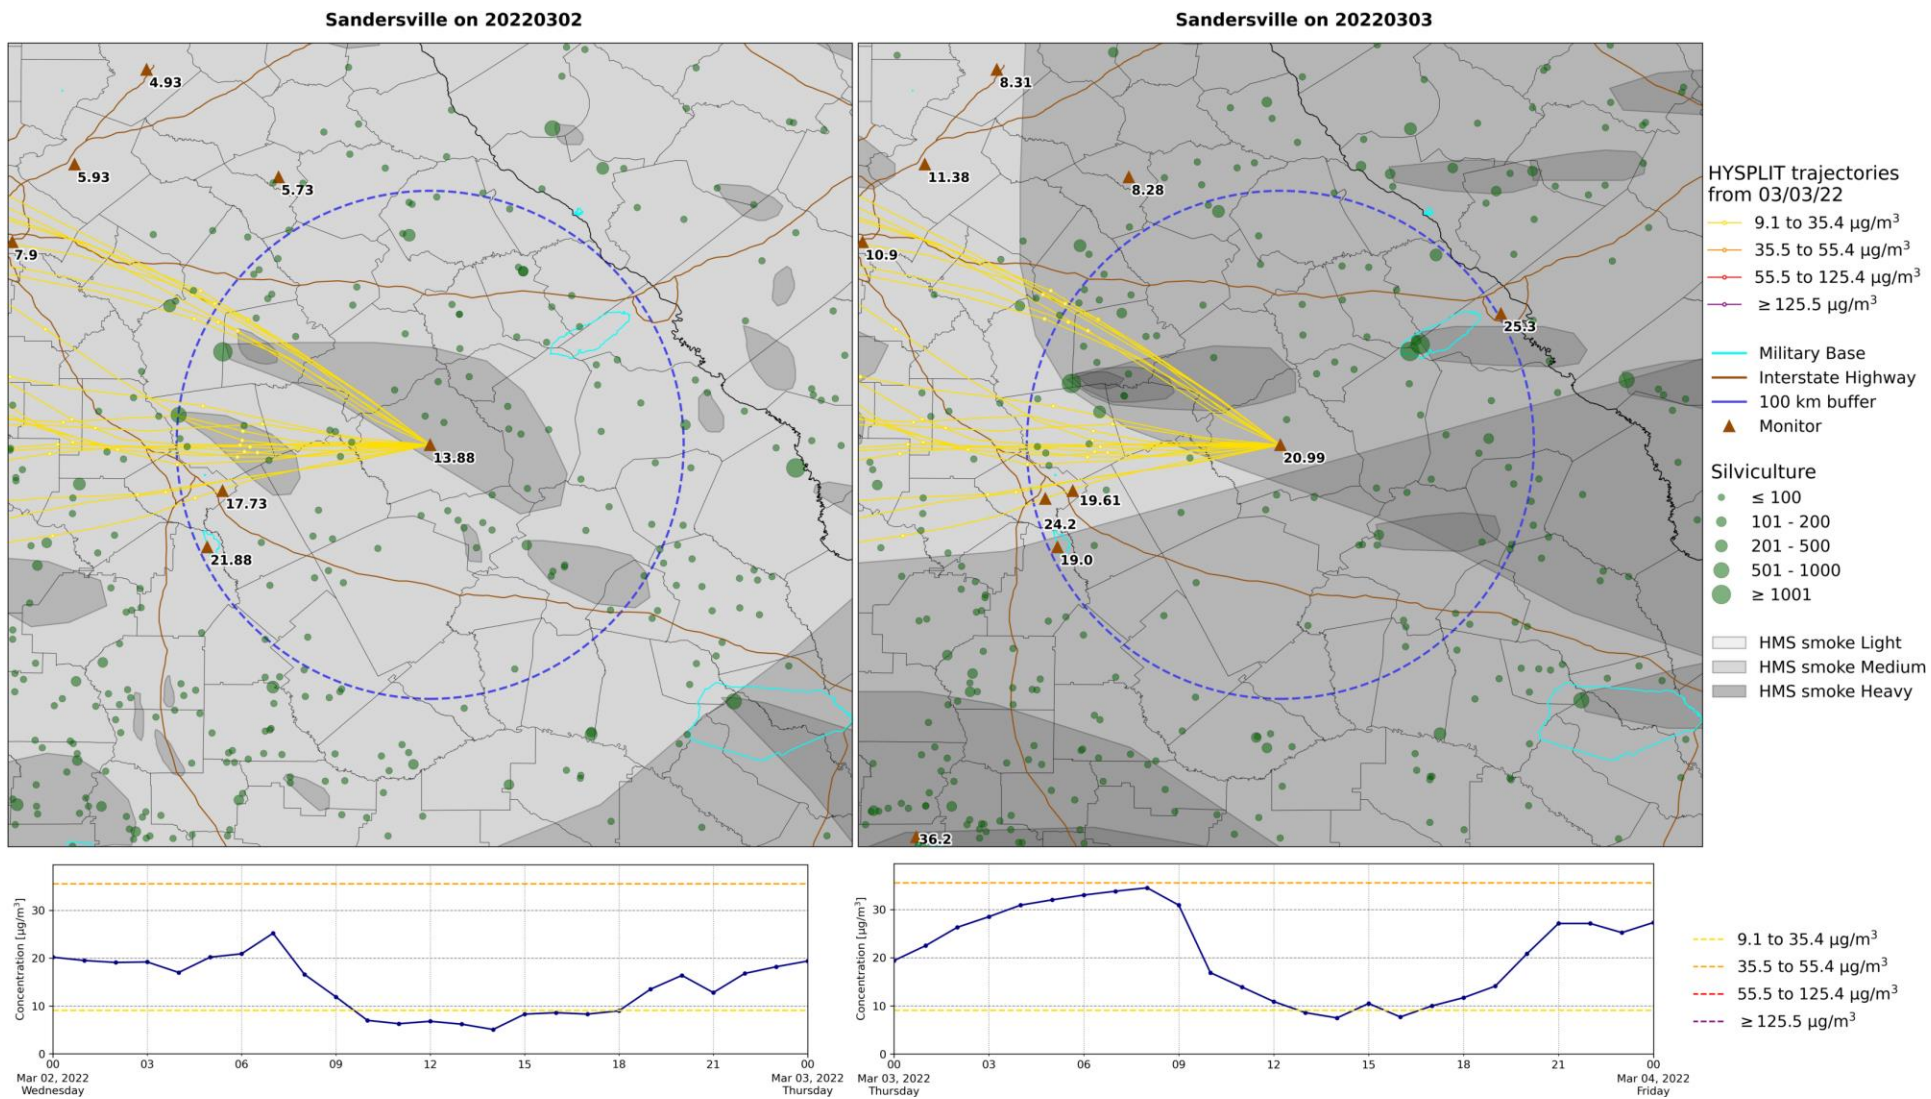 Sandersville on 20220302
Sandersville on 20220303
4.93
5.93
5.73
7.9
13.88
17.73
21.88
8.31
11.38
8.28
10.9
25.3
20.99
19.61
24.2
19.0
36.2
HYSPLIT trajectories
from 03/03/22
9.1 to 35.4 μg/m³
35.5 to 55.4 μg/m³
55.5 to 125.4 μg/m³
≥ 125.5 μg/m³
Military Base
Interstate Highway
100 km buffer
Monitor
Silviculture
≤ 100
101 - 200
201 - 500
501 - 1000
≥ 1001
HMS smoke Light
HMS smoke Medium
HMS smoke Heavy
Concentration [μg/m³]
30
20
10
0
00 03 06 09 12 15 18 21 00
Mar 02, 2022
Wednesday
Mar 03, 2022
Thursday
Concentration [μg/m³]
30
20
10
0
00 03 06 09 12 15 18 21 00
Mar 03, 2022
Thursday
Mar 04, 2022
Friday
9.1 to 35.4 μg/m³
35.5 to 55.4 μg/m³
55.5 to 125.4 μg/m³
≥ 125.5 μg/m³